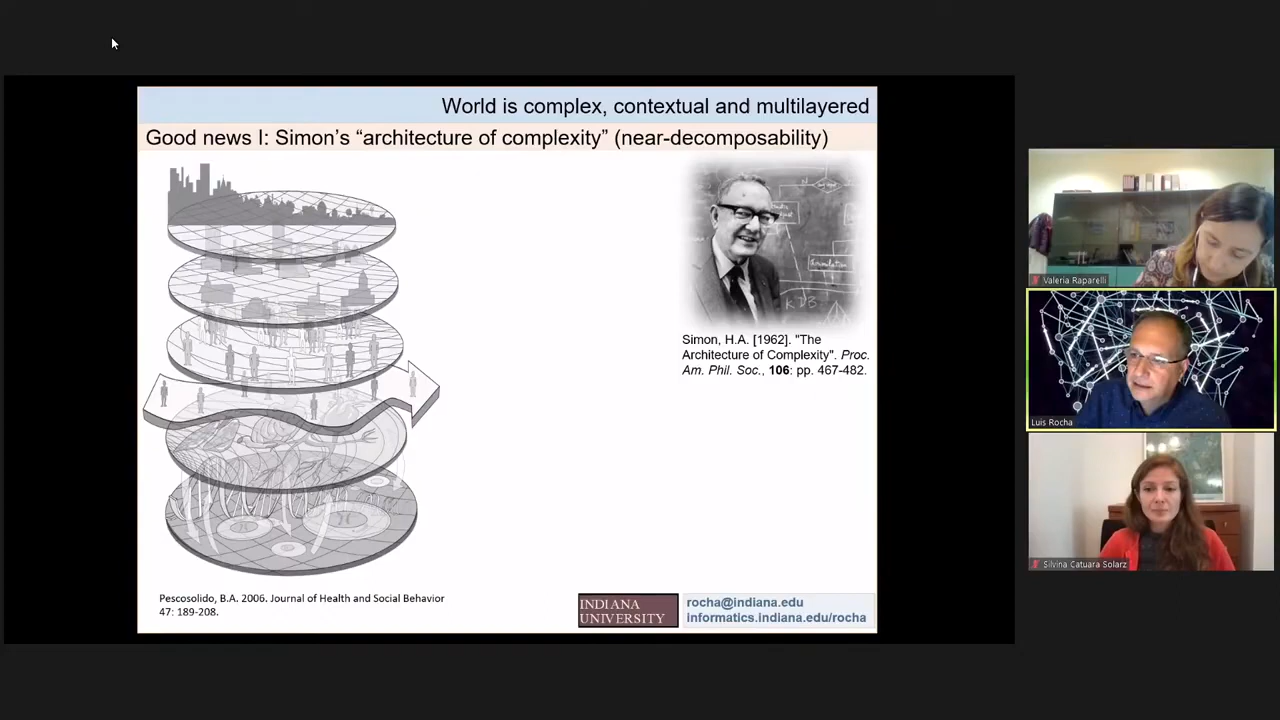 World is complex, contextual and multilayered
Good news I: Simon's "architecture of complexity" (near-decomposability)
Simon, H.A. [1962]. "The
Architecture of Complexity". Proc.
Am. Phil. Soc., 106: pp. 467-482.
Pescosolido, B.A. 2006. Journal of Health and Social Behavior
47: 189-208.
INDIANA
UNIVERSITY
rocha@indiana.edu
informatics.indiana.edu/rocha
Valeria Raparelli
Luis Rocha
Silvina Catuara Solarz